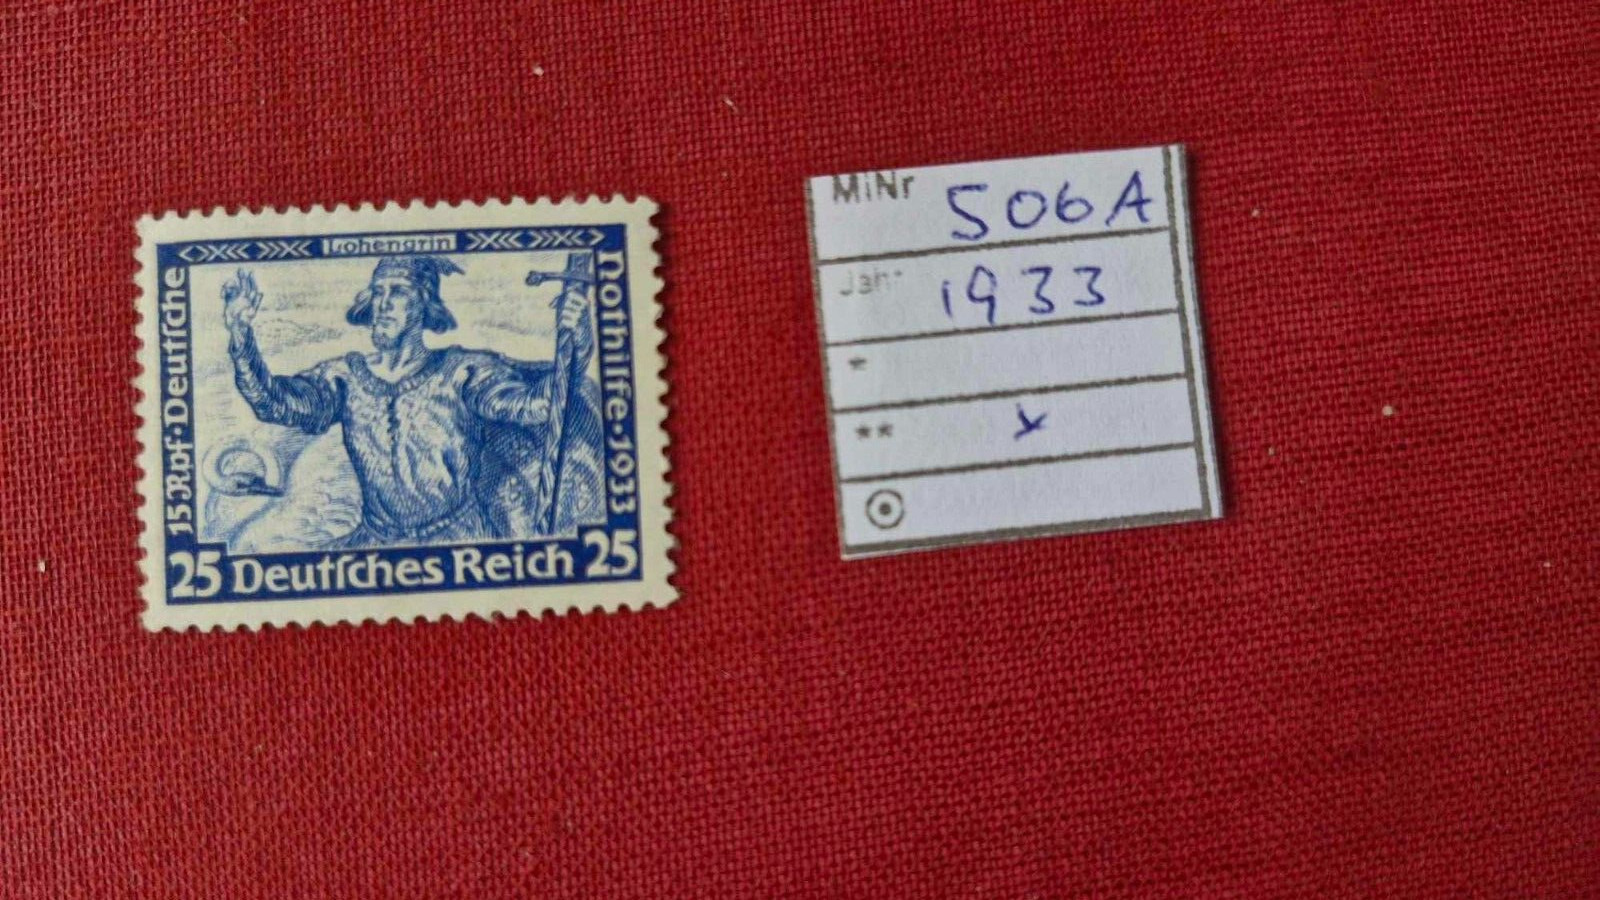 Lohengrin
15 Rpf·Deutſche
Nothilfe·1933
25 Deutſches Reich 25
MiNr 506A
Jahr 1933
*
** x